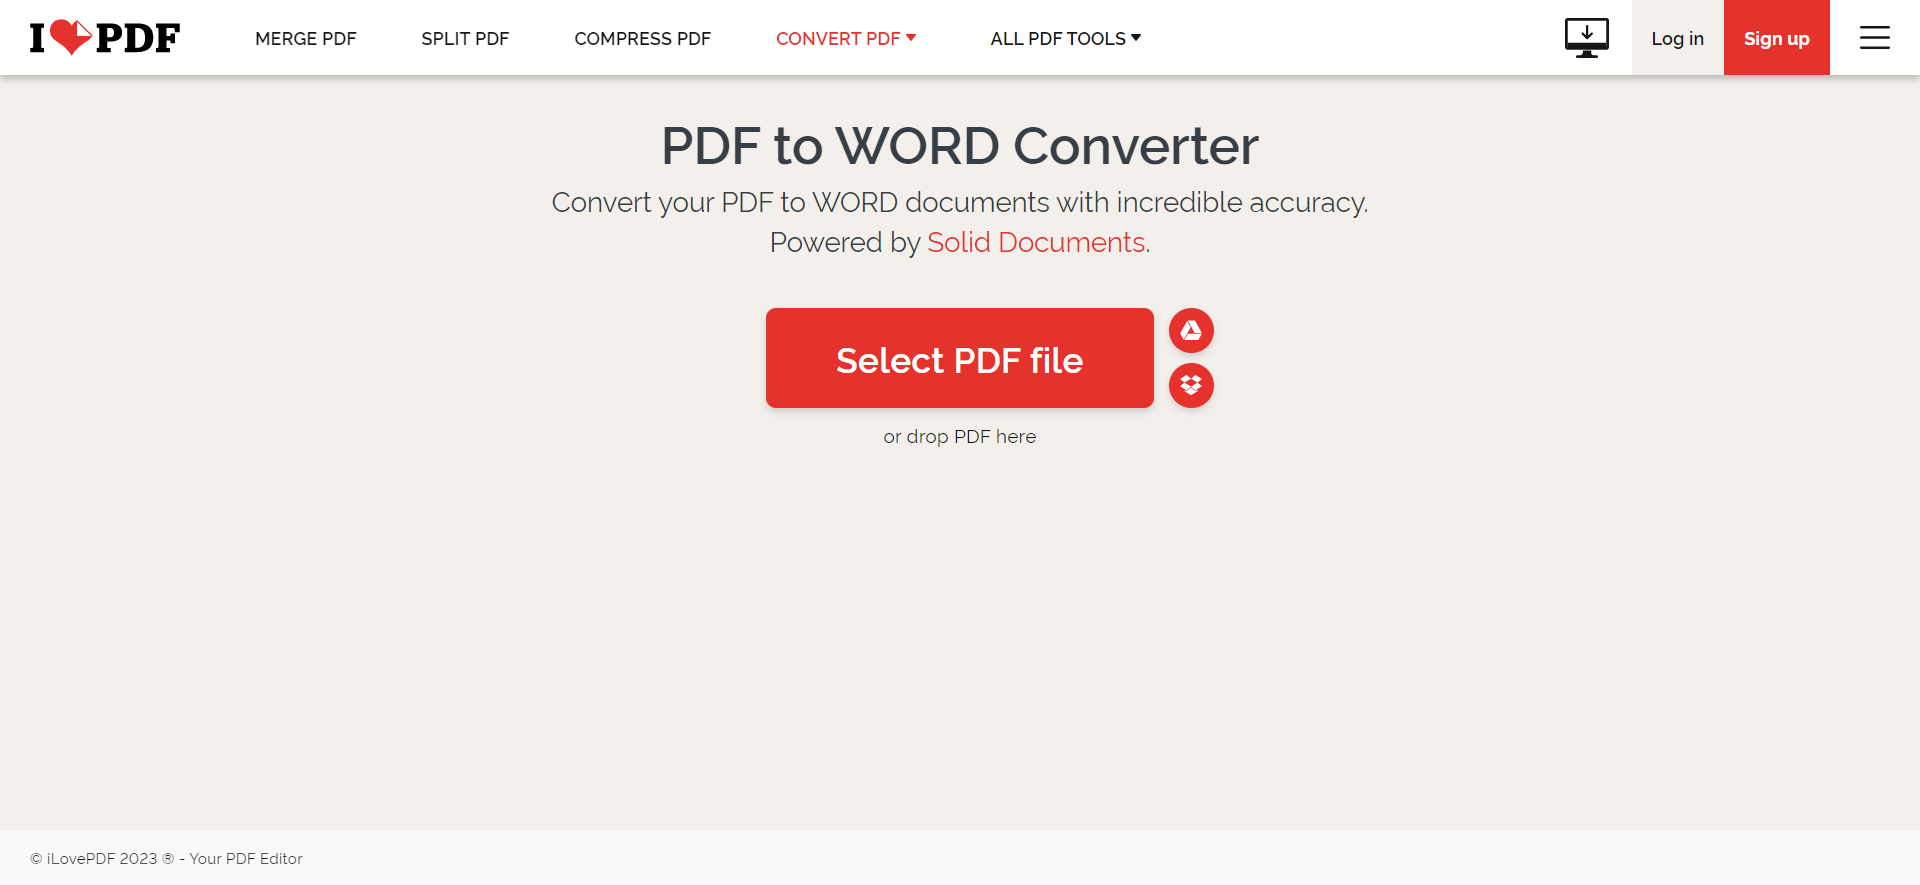 I PDF
MERGE PDF
SPLIT PDF
COMPRESS PDF
CONVERT PDF
ALL PDF TOOLS
Log in
Sign up
PDF to WORD Converter
Convert your PDF to WORD documents with incredible accuracy.
Powered by Solid Documents.
Select PDF file
or drop PDF here
© iLovePDF 2023 ® - Your PDF Editor